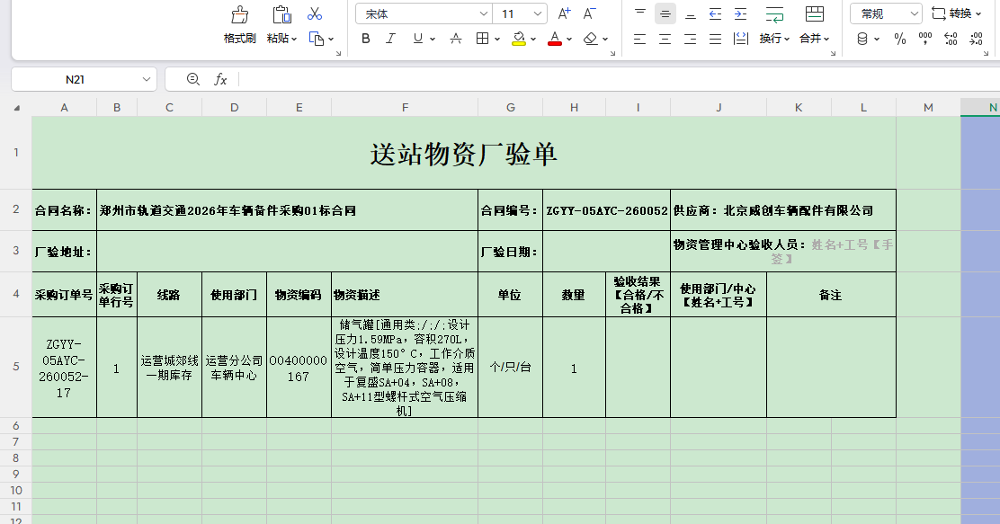 宋体 11 A+ A- 常规 转换
格式刷 粘贴 B I U A A 换行 合并 % 000
N21 fx
A B C D E F G H I J K L M N
1 送站物资厂验单
2 合同名称： 郑州市轨道交通2026年车辆备件采购01标合同 合同编号： ZGYY-05AYC-260052 供应商：北京威创车辆配件有限公司
3 厂验地址： 厂验日期： 物资管理中心验收人员：姓名+工号【手
签】
4 采购订单号 采购订
单行号 线路 使用部门 物资编码 物资描述 单位 数量 验收结果
【合格/不
合格】 使用部门/中心
【姓名+工号】 备注
5 ZGYY-
05AYC-
260052-
17 1 运营城郊线
一期库存 运营分公司
车辆中心 00400000
167 储气罐[通用类;/;/;设计
压力1.59MPa，容积270L，
设计温度150°C，工作介质
空气，简单压力容器，适用
于复盛SA+04，SA+08，
SA+11型螺杆式空气压缩
机] 个/只/台 1
6
7
8
9
10
11
12